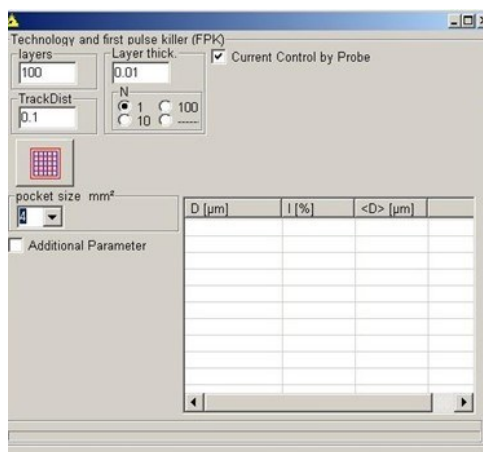 Technology and first pulse killer (FPK)
layers
100
Layer thick.
0.01
Current Control by Probe
TrackDist
0.1
N
1
100
10
-----
pocket size mm²
4
D [µm]
I [%]
<D> [µm]
Additional Parameter